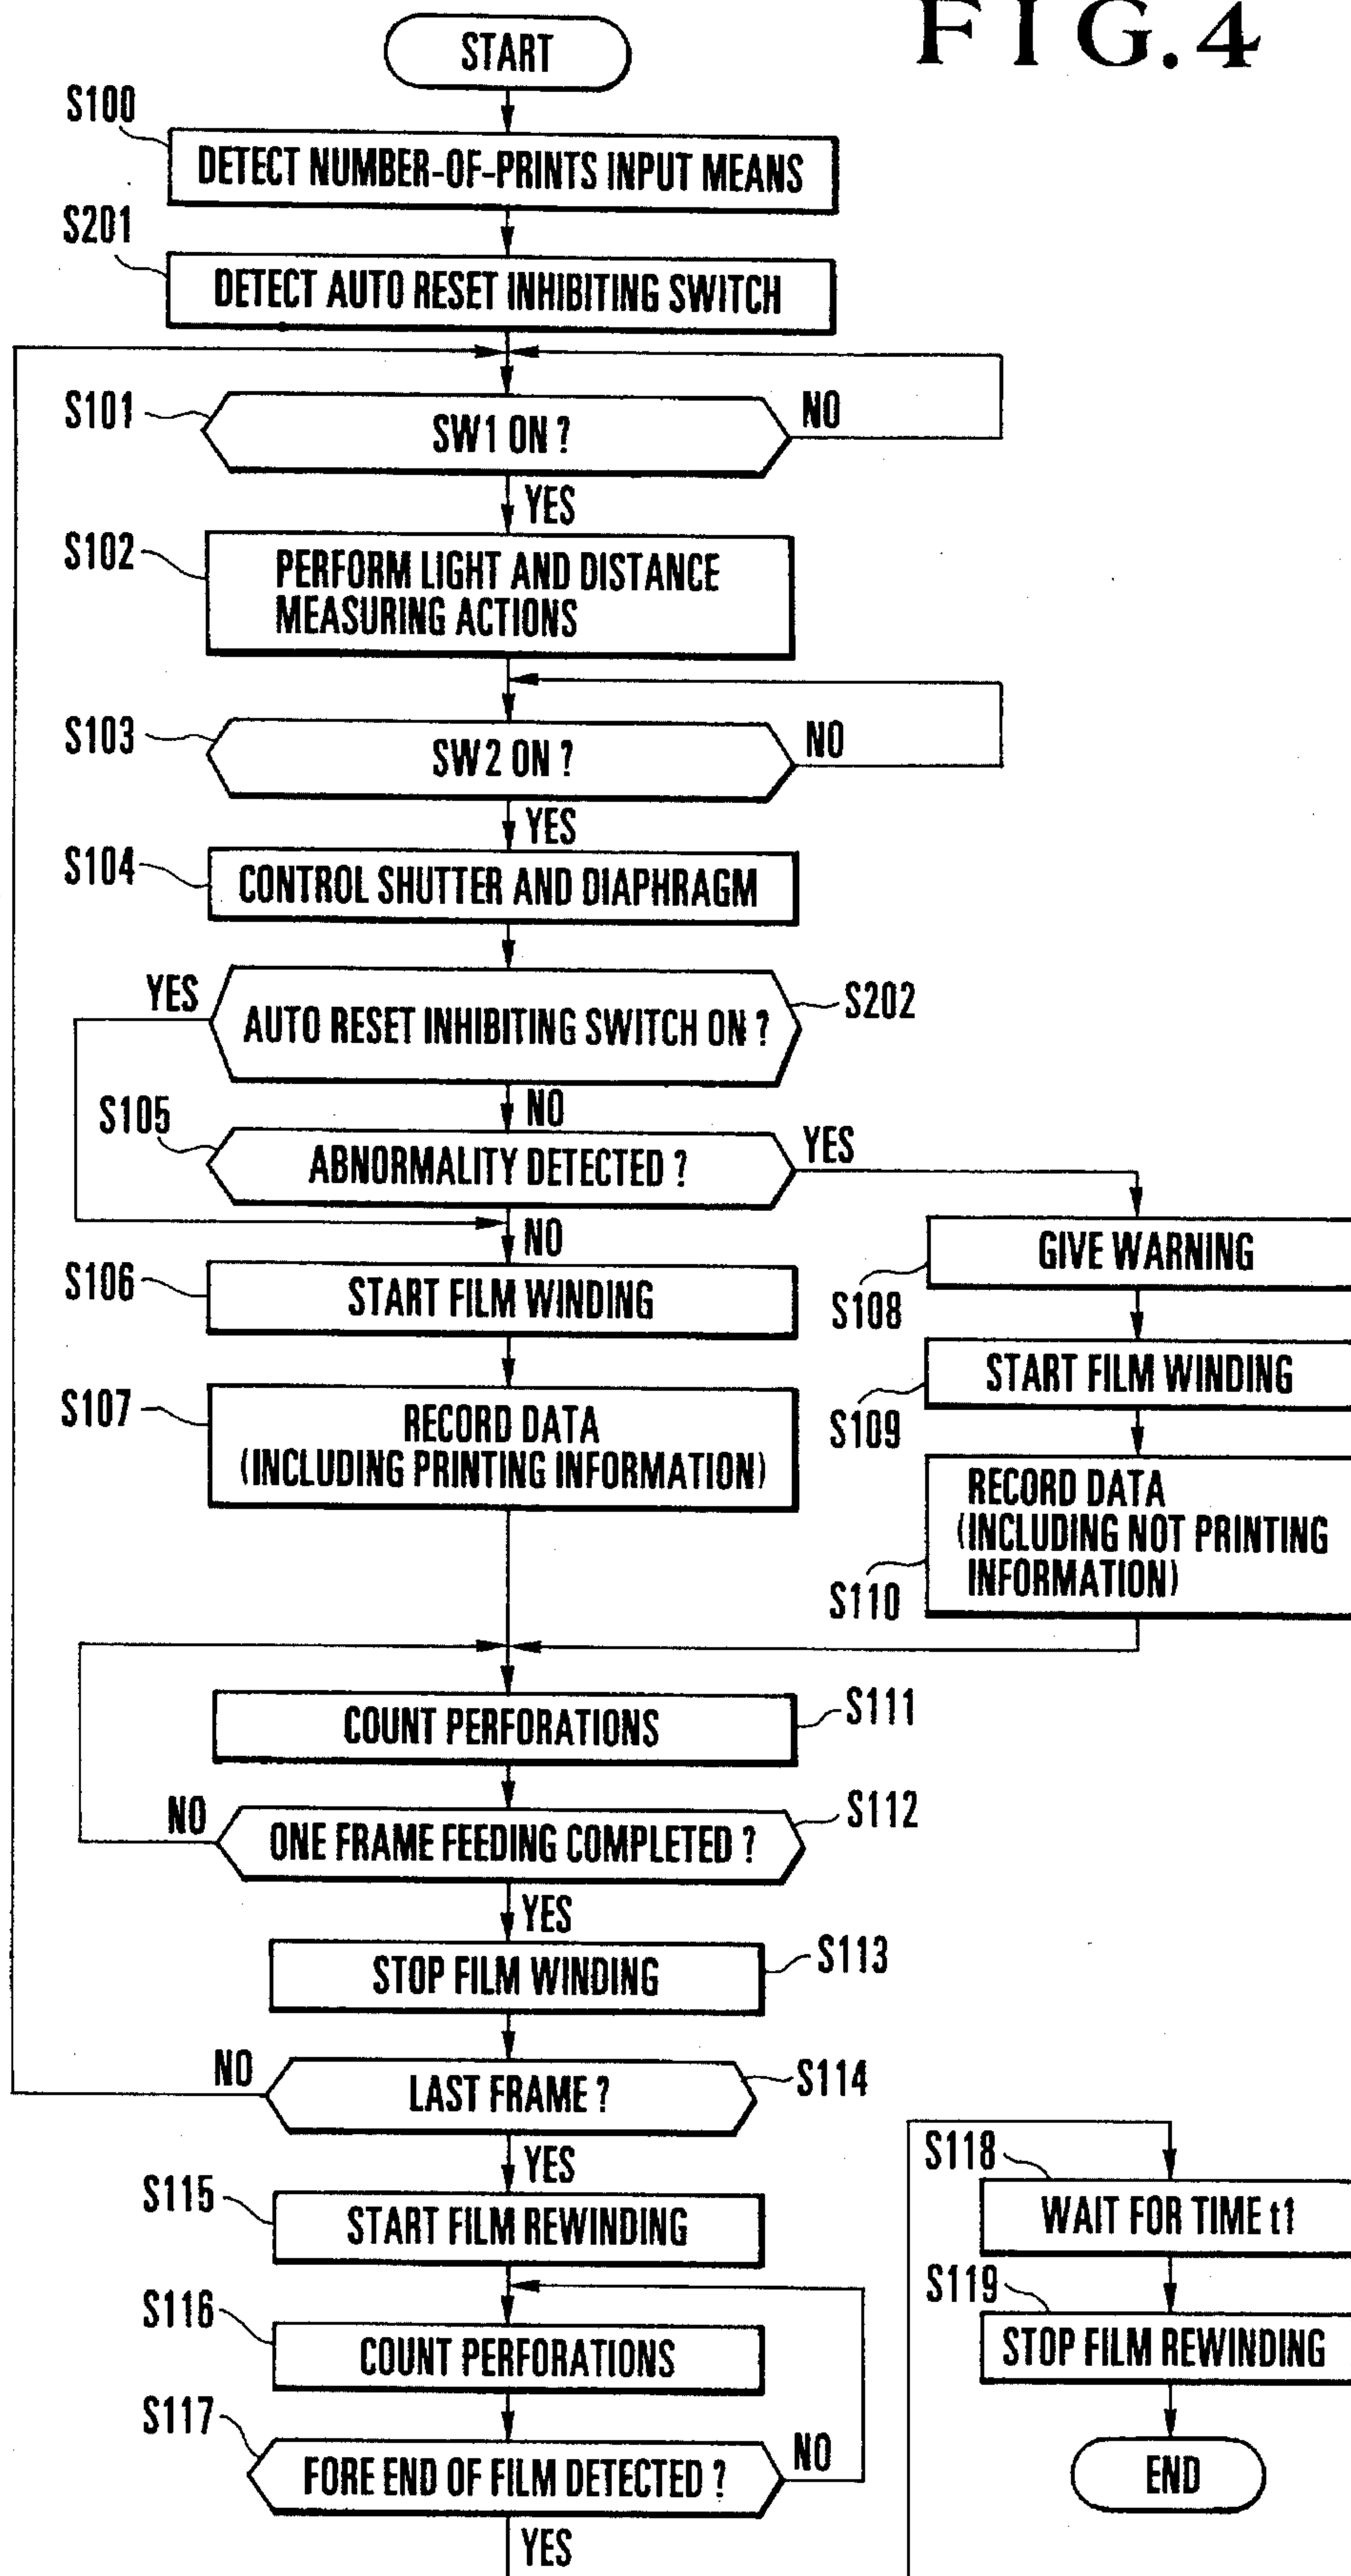 FIG.4
START
S100
DETECT NUMBER-OF-PRINTS INPUT MEANS
S201
DETECT AUTO RESET INHIBITING SWITCH
S101
SW1 ON ?
NO
YES
S102
PERFORM LIGHT AND DISTANCE
MEASURING ACTIONS
S103
SW2 ON ?
NO
YES
S104
CONTROL SHUTTER AND DIAPHRAGM
YES
AUTO RESET INHIBITING SWITCH ON ?
S202
NO
S105
ABNORMALITY DETECTED ?
YES
NO
S106
START FILM WINDING
S107
RECORD DATA
(INCLUDING PRINTING INFORMATION)
GIVE WARNING
S108
START FILM WINDING
S109
RECORD DATA
(INCLUDING NOT PRINTING
INFORMATION)
S110
COUNT PERFORATIONS
S111
NO
ONE FRAME FEEDING COMPLETED ?
S112
YES
STOP FILM WINDING
S113
NO
LAST FRAME ?
S114
YES
S115
START FILM REWINDING
S116
COUNT PERFORATIONS
S117
FORE END OF FILM DETECTED ?
NO
YES
S118
WAIT FOR TIME t1
S119
STOP FILM REWINDING
END